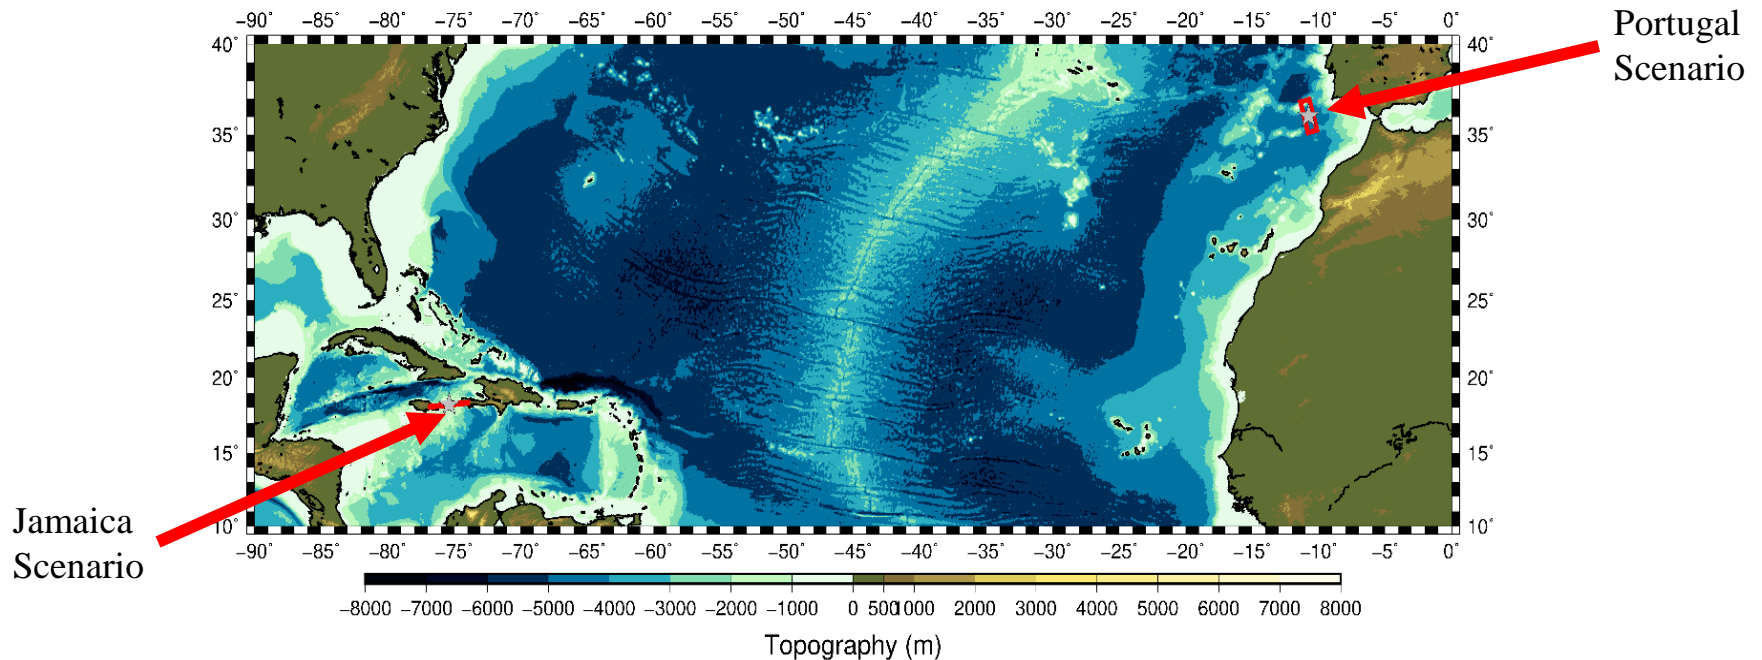 −90° −85° −80° −75° −70° −65° −60° −55° −50° −45° −40° −35° −30° −25° −20° −15° −10° −5° 0°
Portugal
Scenario
40° 40°
35° 35°
30° 30°
25° 25°
20° 20°
15° 15°
10° 10°
Jamaica
Scenario
−90° −85° −80° −75° −70° −65° −60° −55° −50° −45° −40° −35° −30° −25° −20° −15° −10° −5° 0°
−8000 −7000 −6000 −5000 −4000 −3000 −2000 −1000 0 500 1000 2000 3000 4000 5000 6000 7000 8000
Topography (m)